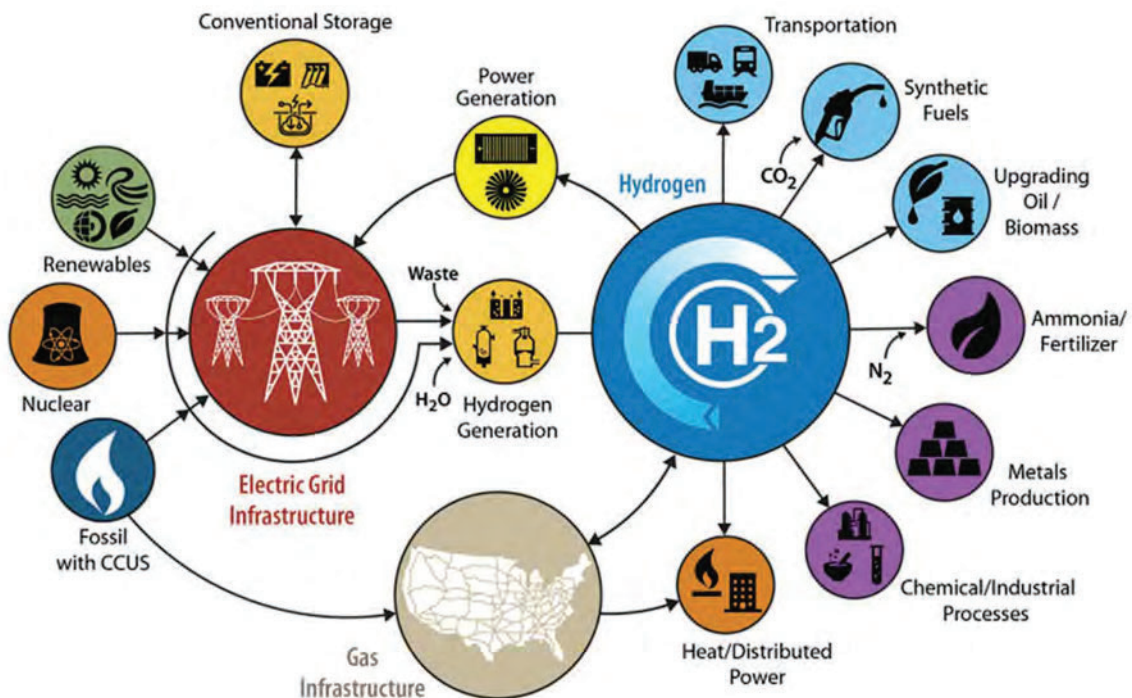 Conventional Storage
Transportation
Power
Generation
Synthetic
Fuels
CO2
Hydrogen
Upgrading
Oil /
Biomass
Renewables
Waste
H2
Ammonia/
Fertilizer
N2
Nuclear
H2O
Hydrogen
Generation
Metals
Production
Electric Grid
Infrastructure
Fossil
with CCUS
Chemical/Industrial
Processes
Gas
Infrastructure
Heat/Distributed
Power